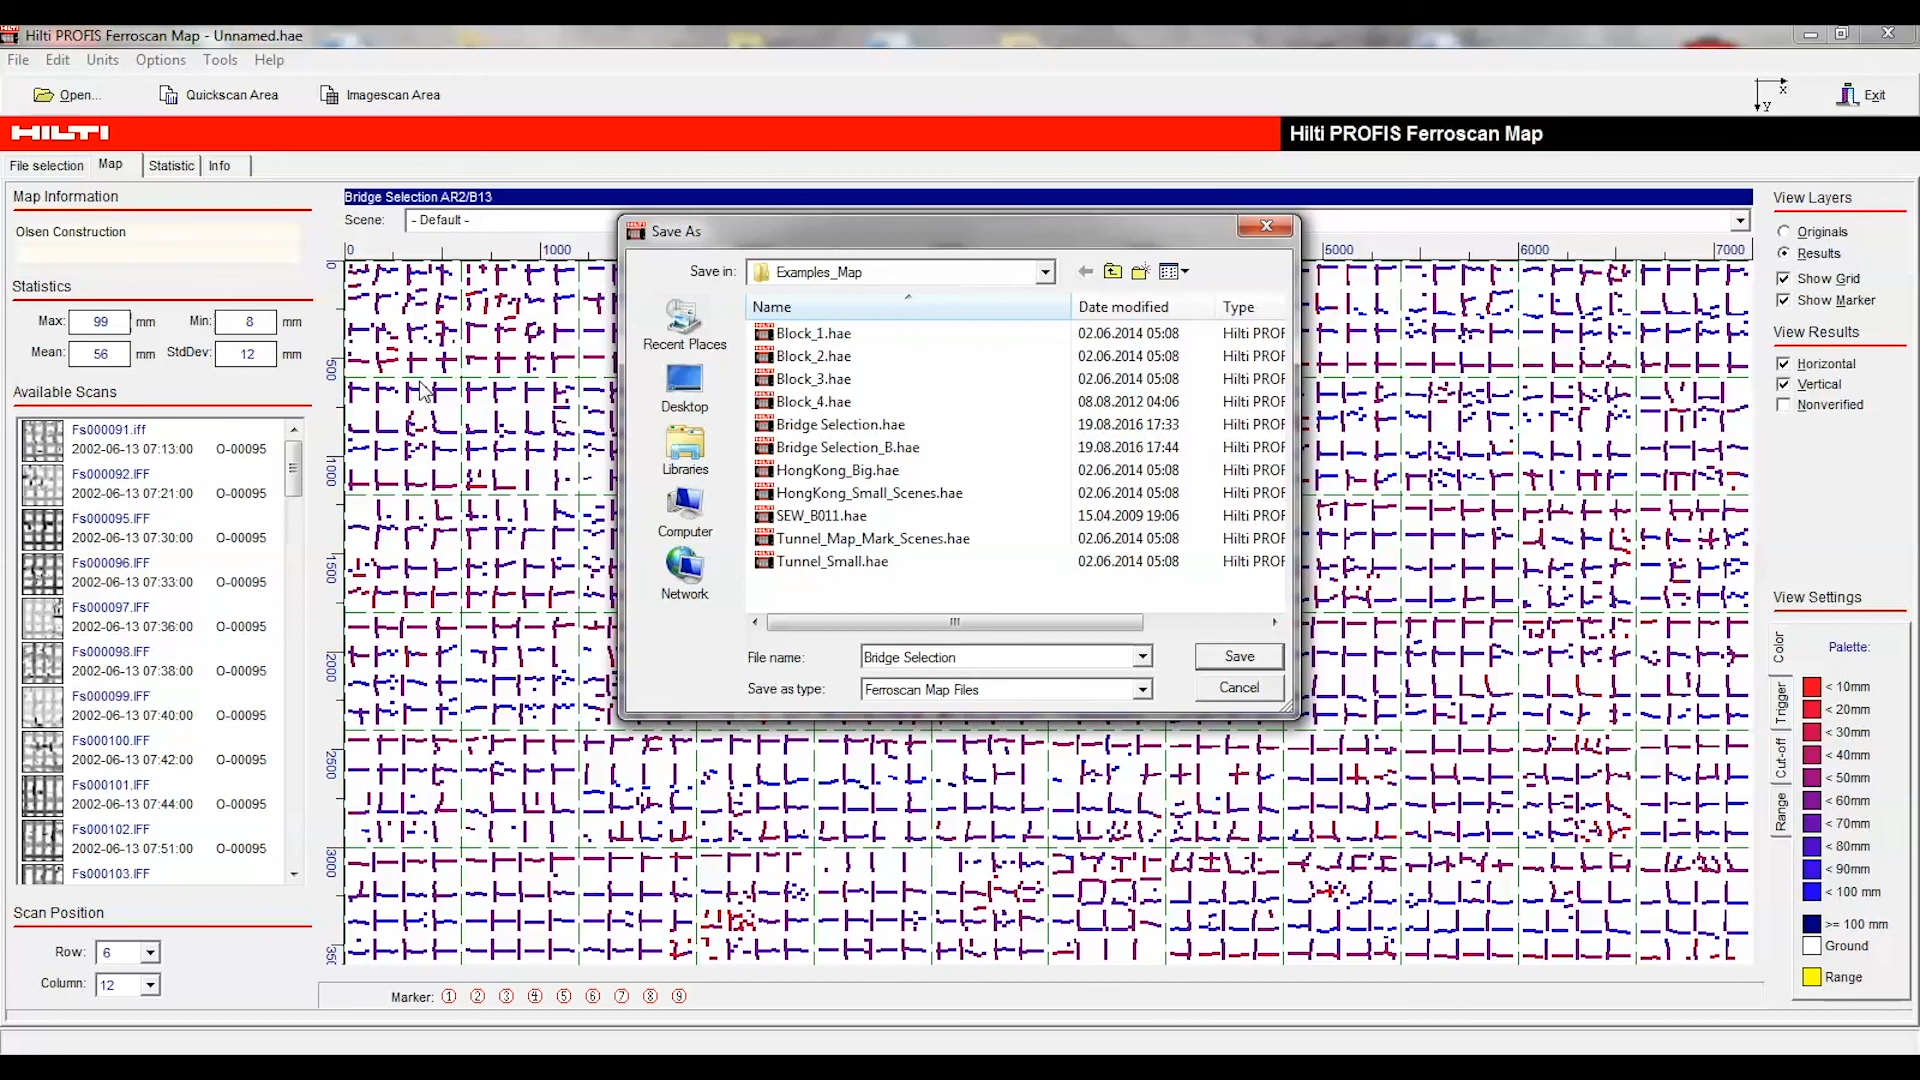 Hilti PROFIS Ferroscan Map - Unnamed.hae
File Edit Units Options Tools Help
Open... Quickscan Area Imagescan Area x y Exit
HILTI Hilti PROFIS Ferroscan Map
File selection Map Statistic Info
Map Information
Olsen Construction
Statistics
Max: 99 mm Min: 8 mm
Mean: 56 mm StdDev: 12 mm
Available Scans
Fs000091.iff
2002-06-13 07:13:00 O-00095
Fs000092.IFF
2002-06-13 07:21:00 O-00095
Fs000095.IFF
2002-06-13 07:30:00 O-00095
Fs000096.IFF
2002-06-13 07:33:00 O-00095
Fs000097.IFF
2002-06-13 07:36:00 O-00095
Fs000098.IFF
2002-06-13 07:38:00 O-00095
Fs000099.IFF
2002-06-13 07:40:00 O-00095
Fs000100.IFF
2002-06-13 07:42:00 O-00095
Fs000101.IFF
2002-06-13 07:44:00 O-00095
Fs000102.IFF
2002-06-13 07:51:00 O-00095
Fs000103.IFF
Scan Position
Row: 6
Column: 12
Bridge Selection AR2/B13
Scene: - Default -
0 1000 5000 6000 7000
0
500
1000
1500
2000
2500
3000
Marker: 1 2 3 4 5 6 7 8 9
Save As
Save in: Examples_Map
Recent Places
Desktop
Libraries
Computer
Network
Name Date modified Type
Block_1.hae 02.06.2014 05:08 Hilti PROF
Block_2.hae 02.06.2014 05:08 Hilti PROF
Block_3.hae 02.06.2014 05:08 Hilti PROF
Block_4.hae 08.08.2012 04:06 Hilti PROF
Bridge Selection.hae 19.08.2016 17:33 Hilti PROF
Bridge Selection_B.hae 19.08.2016 17:44 Hilti PROF
HongKong_Big.hae 02.06.2014 05:08 Hilti PROF
HongKong_Small_Scenes.hae 02.06.2014 05:08 Hilti PROF
SEW_B011.hae 15.04.2009 19:06 Hilti PROF
Tunnel_Map_Mark_Scenes.hae 02.06.2014 05:08 Hilti PROF
Tunnel_Small.hae 02.06.2014 05:08 Hilti PROF
File name: Bridge Selection Save
Save as type: Ferroscan Map Files Cancel
View Layers
Originals
Results
Show Grid
Show Marker
View Results
Horizontal
Vertical
Nonverified
View Settings
Color
Trigger
Cut-off
Range
Palette:
< 10mm
< 20mm
< 30mm
< 40mm
< 50mm
< 60mm
< 70mm
< 80mm
< 90mm
< 100 mm
>= 100 mm
Ground
Range